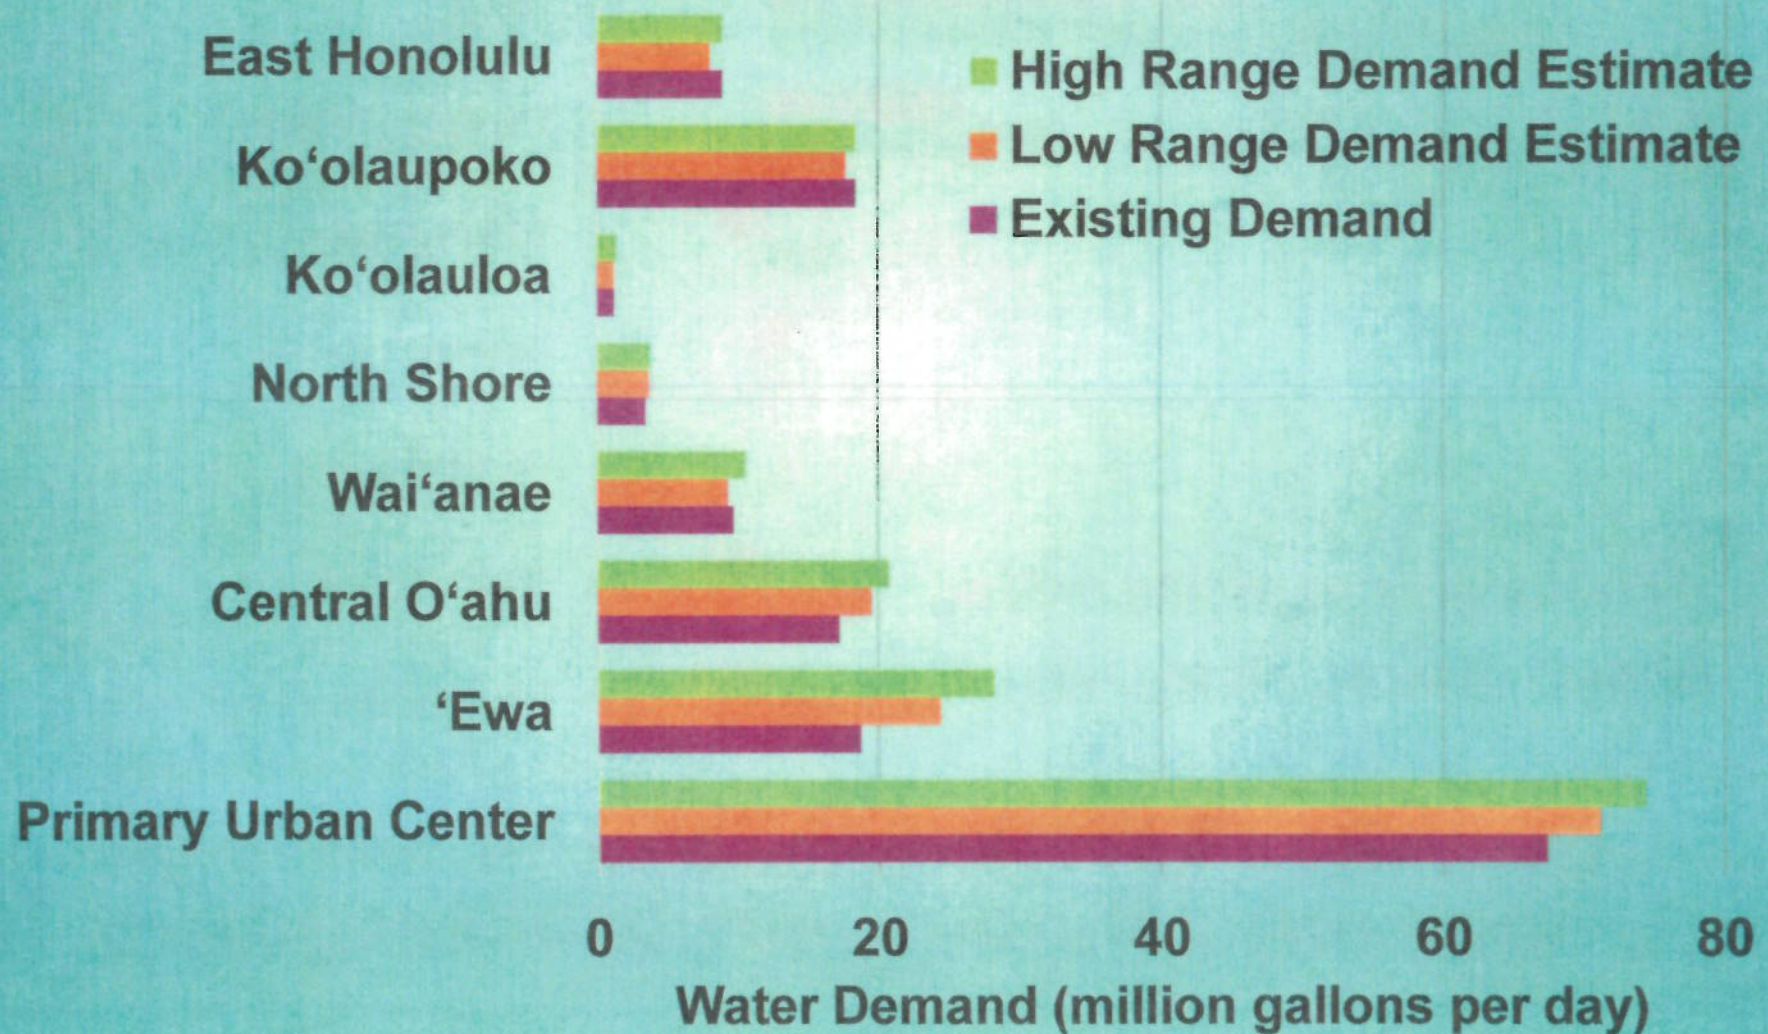 East Honolulu
Ko‘olaupoko
Ko‘olauloa
North Shore
Wai‘anae
Central O‘ahu
‘Ewa
Primary Urban Center
High Range Demand Estimate
Low Range Demand Estimate
Existing Demand
0 20 40 60 80
Water Demand (million gallons per day)